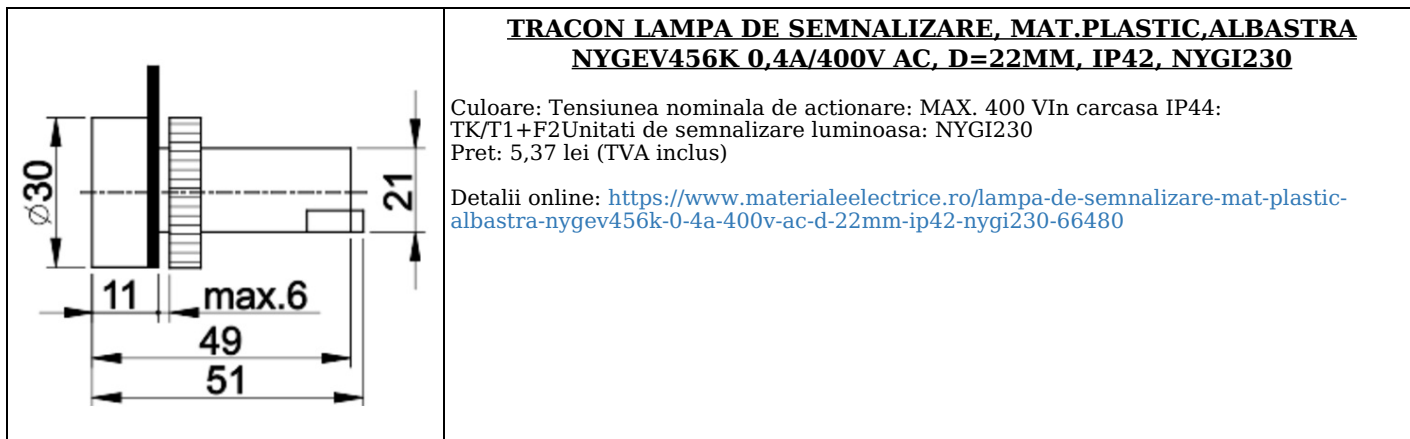 TRACON LAMPA DE SEMNALIZARE, MAT.PLASTIC,ALBASTRA
NYGEV456K 0,4A/400V AC, D=22MM, IP42, NYGI230
Culoare: Tensiunea nominala de actionare: MAX. 400 VIn carcasa IP44:
TK/T1+F2Unitati de semnalizare luminoasa: NYGI230
Pret: 5,37 lei (TVA inclus)
Detalii online: https://www.materialeelectrice.ro/lampa-de-semnalizare-mat-plastic-
albastra-nygev456k-0-4a-400v-ac-d-22mm-ip42-nygi230-66480
⌀30
21
11
max.6
49
51